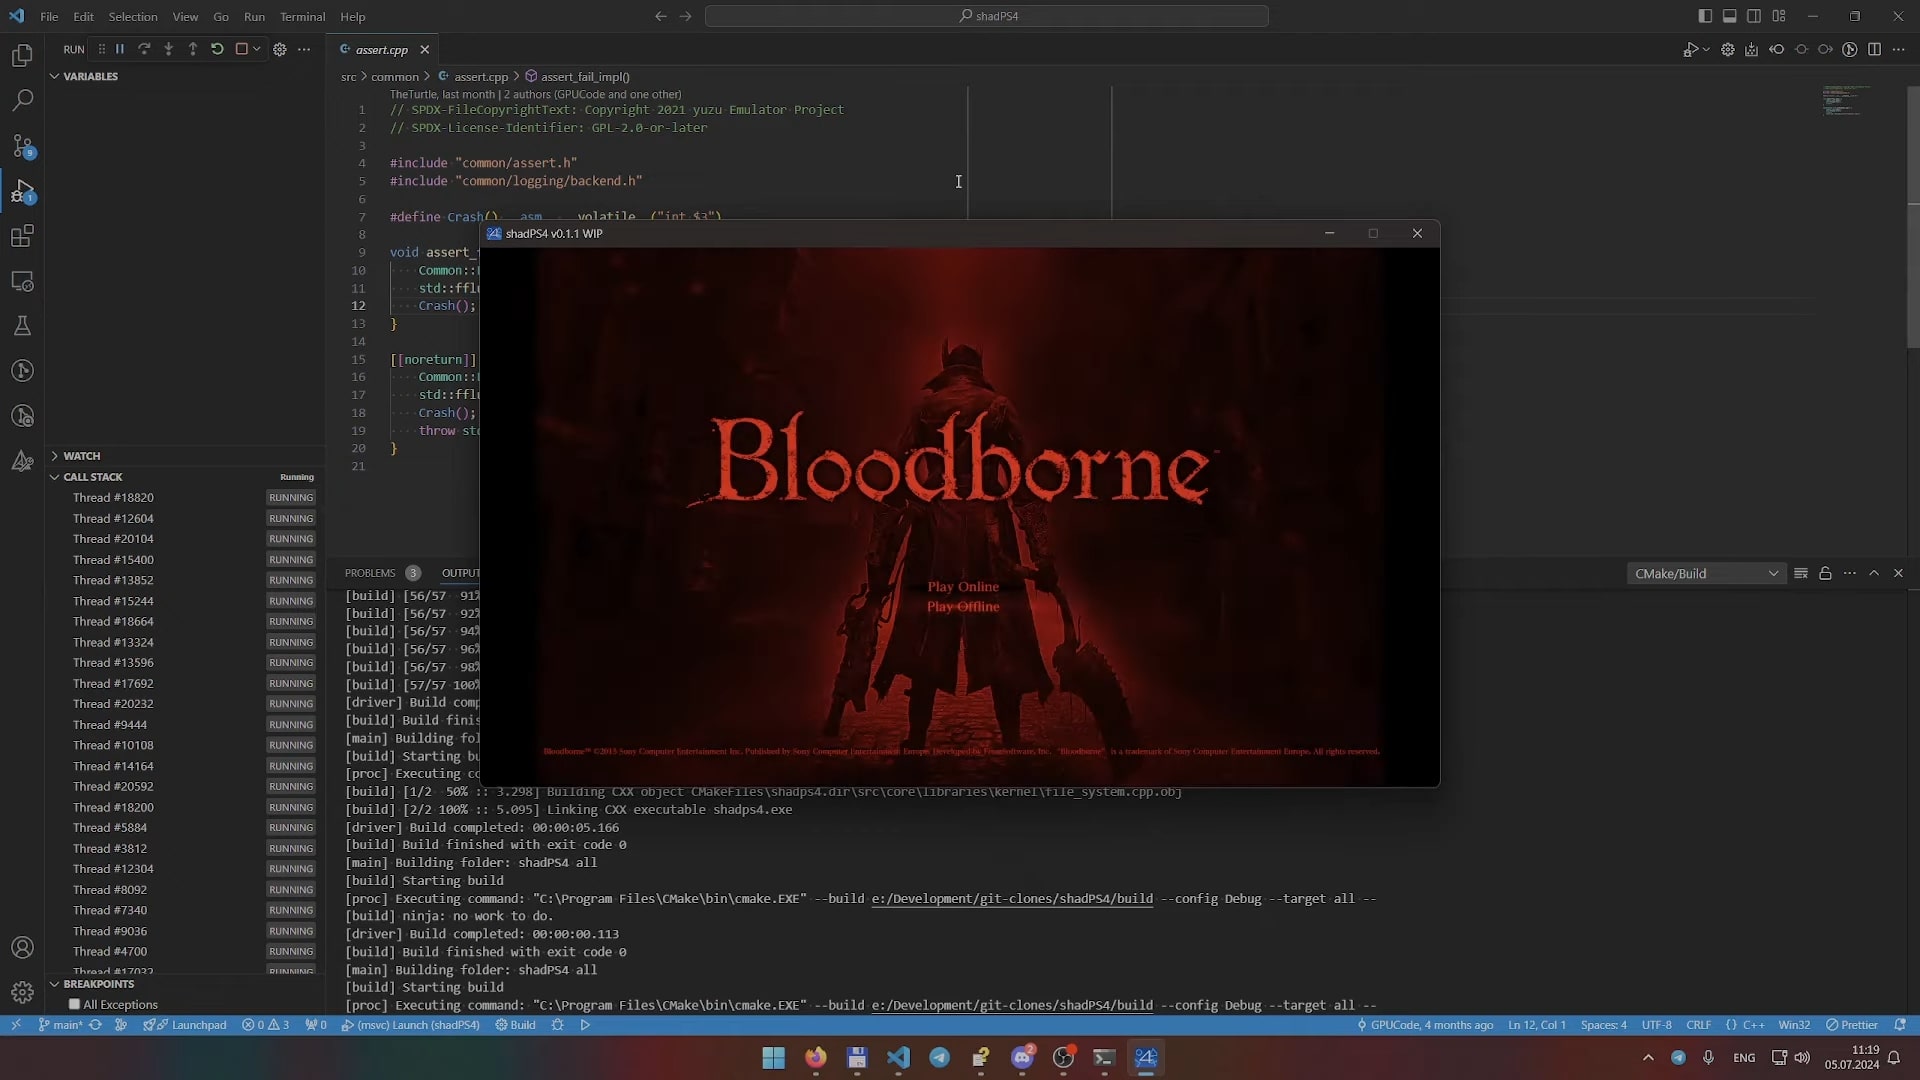 File Edit Selection View Go Run Terminal Help
shadPS4
RUN
assert.cpp
VARIABLES
src > common > assert.cpp > assert_fail_impl()
TheTurtle, last month | 2 authors (GPUCode and one other)
1 // SPDX-FileCopyrightText: Copyright 2021 yuzu Emulator Project
2 // SPDX-License-Identifier: GPL-2.0-or-later
3
4 #include "common/assert.h"
5 #include "common/logging/backend.h"
6
7 #define Crash() __asm__ __volatile__("int $3")
8
9 void assert_
10 Common::
11 std::fflu
12 Crash();
13 }
14
15 [[noreturn]]
16 Common::
17 std::fflu
18 Crash();
19 throw std
20 }
21
shadPS4 v0.1.1 WIP
Bloodborne
Play Online
Play Offline
Bloodborne™ ©2015 Sony Computer Entertainment Inc. Published by Sony Computer Entertainment Europe. Developed by FromSoftware, Inc. "Bloodborne" is a trademark of Sony Computer Entertainment Europe. All rights reserved.
WATCH
CALL STACK Running
Thread #18820 RUNNING
Thread #12604 RUNNING
Thread #20104 RUNNING
Thread #15400 RUNNING
Thread #13852 RUNNING
Thread #15244 RUNNING
Thread #18664 RUNNING
Thread #13324 RUNNING
Thread #13596 RUNNING
Thread #17692 RUNNING
Thread #20232 RUNNING
Thread #9444 RUNNING
Thread #10108 RUNNING
Thread #14164 RUNNING
Thread #20592 RUNNING
Thread #18200 RUNNING
Thread #5884 RUNNING
Thread #3812 RUNNING
Thread #12304 RUNNING
Thread #8092 RUNNING
Thread #7340 RUNNING
Thread #9036 RUNNING
Thread #4700 RUNNING
Thread #17032 RUNNING
BREAKPOINTS
All Exceptions
PROBLEMS 3 OUTPUT
CMake/Build
[build] [56/57 91%
[build] [56/57 92%
[build] [56/57 94%
[build] [56/57 96%
[build] [56/57 98%
[build] [57/57 100%
[driver] Build comp
[build] Build finis
[main] Building fol
[build] Starting bu
[proc] Executing co
[build] [1/2 50% :: 3.298] Building CXX object CMakeFiles\shadps4.dir\src\core\libraries\kernel\file_system.cpp.obj
[build] [2/2 100% :: 5.095] Linking CXX executable shadps4.exe
[driver] Build completed: 00:00:05.166
[build] Build finished with exit code 0
[main] Building folder: shadPS4 all
[build] Starting build
[proc] Executing command: "C:\Program Files\CMake\bin\cmake.EXE" --build e:/Development/git-clones/shadPS4/build --config Debug --target all --
[build] ninja: no work to do.
[driver] Build completed: 00:00:00.113
[build] Build finished with exit code 0
[main] Building folder: shadPS4 all
[build] Starting build
[proc] Executing command: "C:\Program Files\CMake\bin\cmake.EXE" --build e:/Development/git-clones/shadPS4/build --config Debug --target all --
main* Launchpad 0 3 0 (msvc) Launch (shadPS4) Build
GPUCode, 4 months ago Ln 12, Col 1 Spaces: 4 UTF-8 CRLF {} C++ Win32 Prettier
ENG
11:19
05.07.2024